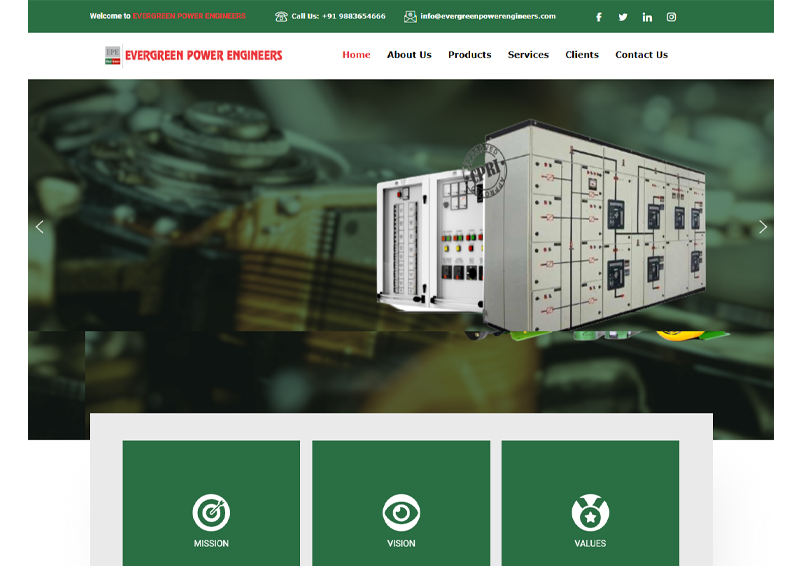 Welcome to EVERGREEN POWER ENGINEERS
Call Us: +91 9883654666
info@evergreenpowerengineers.com
EPE
EVERGREEN POWER ENGINEERS
Home
About Us
Products
Services
Clients
Contact Us
CPRI
MISSION
VISION
VALUES